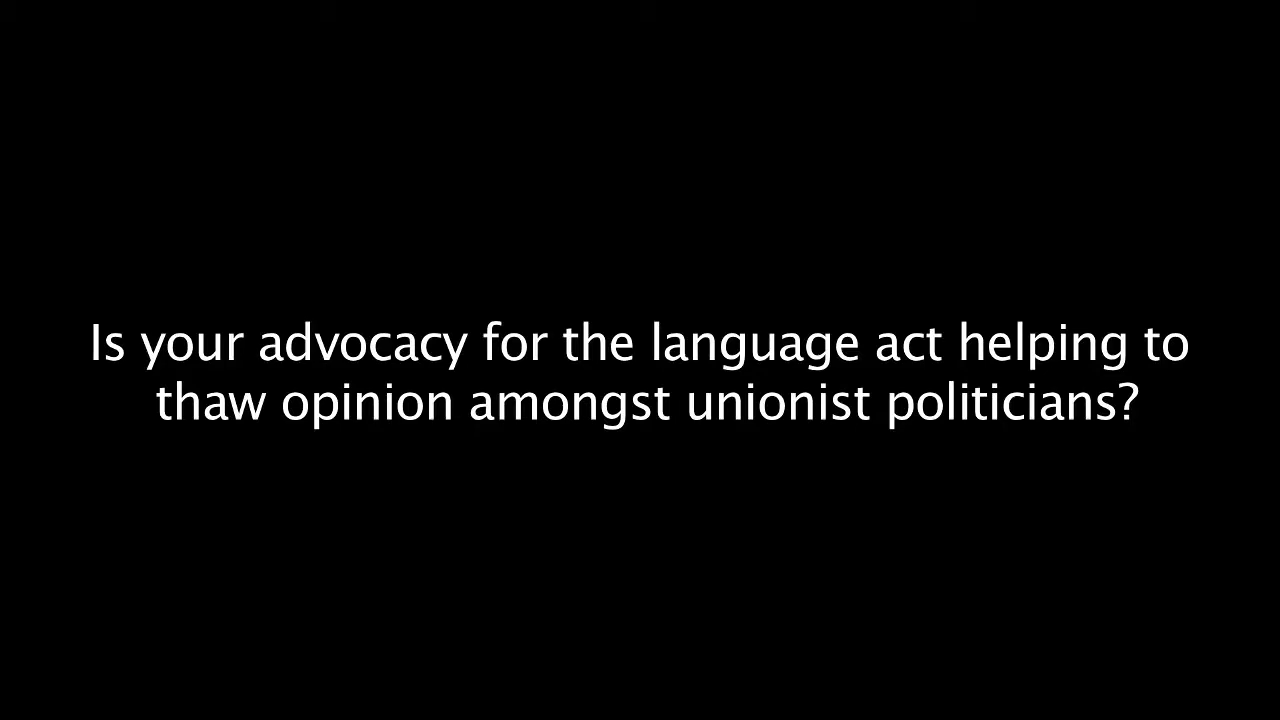 Is your advocacy for the language act helping to
thaw opinion amongst unionist politicians?